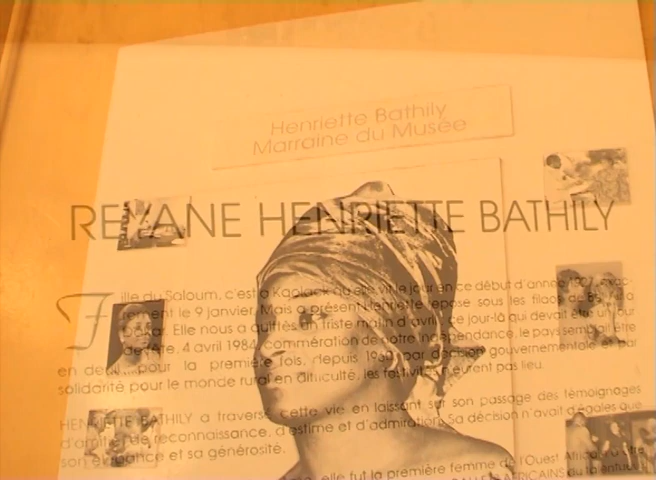 Henriette Bathily
Marraine du Musée
HENRIETTE BATHILY
Fille du Saloum, c'est à Kaolack qu'elle vit le jour en ce début d'année
le 9 janvier. Mais à présent Henriette repose sous les filaos de
Elle nous a quittés un triste matin d'avril, ce jour-là qui devait être un jour
4 avril 1984, commémoration de notre indépendance, le pays semblait être
en deuil... pour la première fois, depuis 1960 par décision gouvernementale et par
solidarité pour le monde rural en difficulté, les festivités n'eurent pas lieu.
HENRIETTE BATHILY a traversé cette vie en laissant sur son passage des témoignages
d'amitié, de reconnaissance, d'estime et d'admiration. Sa décision n'avait d'égales que
son élégance et sa générosité.
elle fut la première femme de l'Ouest Africain
AFRICAINS